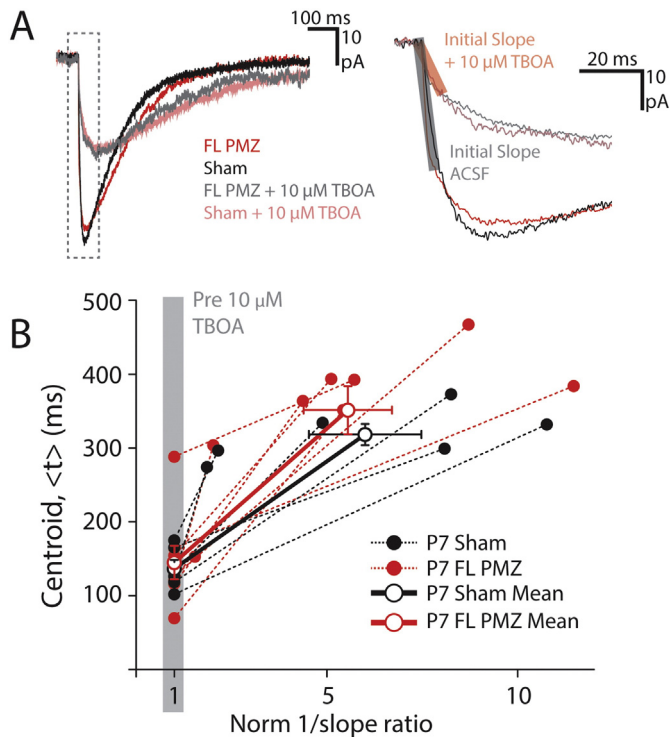 A
100 ms
10
pA
FL PMZ
Sham
FL PMZ + 10 µM TBOA
Sham + 10 µM TBOA
Initial Slope
+ 10 µM TBOA
20 ms
10
pA
Initial Slope
ACSF
B
Pre 10 µM
TBOA
Centroid, <t> (ms)
500
400
300
200
100
P7 Sham
P7 FL PMZ
P7 Sham Mean
P7 FL PMZ Mean
1
5
10
Norm 1/slope ratio